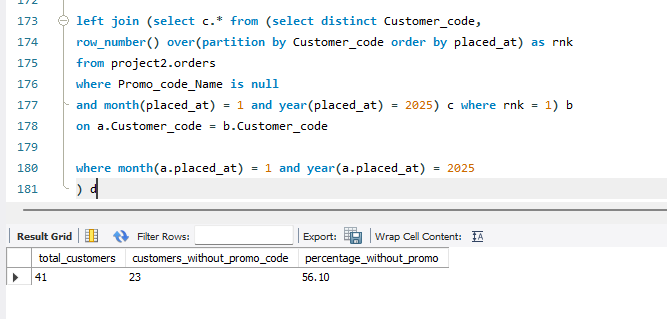 172
173 left join (select c.* from (select distinct Customer_code,
174 row_number() over(partition by Customer_code order by placed_at) as rnk
175 from project2.orders
176 where Promo_code_Name is null
177 and month(placed_at) = 1 and year(placed_at) = 2025) c where rnk = 1) b
178 on a.Customer_code = b.Customer_code
179
180 where month(a.placed_at) = 1 and year(a.placed_at) = 2025
181 ) d
Result Grid Filter Rows: Export: Wrap Cell Content:
total_customers customers_without_promo_code percentage_without_promo
41 23 56.10